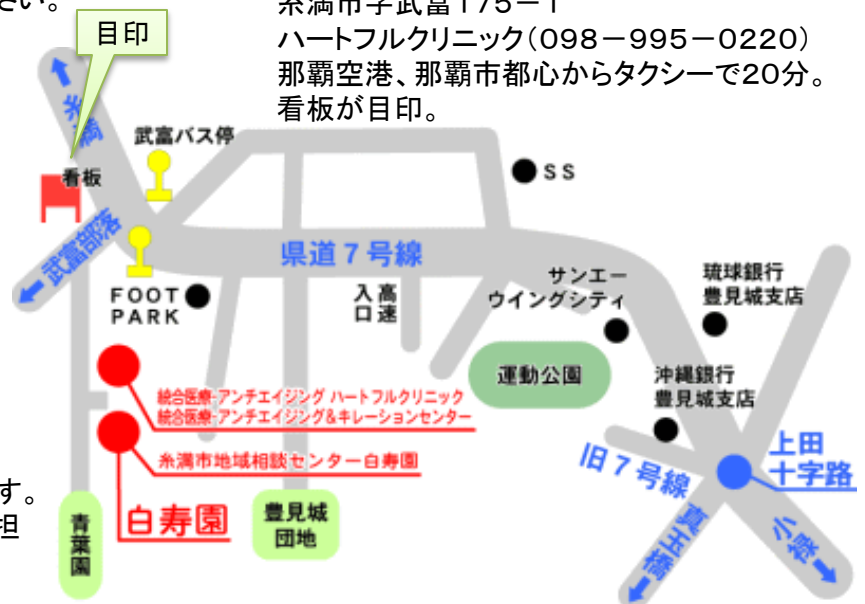 さい。
目印
糸満市字武富175－1
ハートフルクリニック（098－995－0220）
那覇空港、那覇市都心からタクシーで20分。
看板が目印。
糸満
武富バス停
看板
武富部落
SS
県道７号線
FOOT
PARK
高速
入口
サンエー
ウイングシティ
琉球銀行
豊見城支店
運動公園
沖縄銀行
豊見城支店
統合医療・アンチエイジング ハートフルクリニック
統合医療・アンチエイジング&キレーションセンター
糸満市地域相談センター白寿園
白寿園
上田
十字路
旧７号線
真玉橋
小禄
豊見城
団地
青葉園
す。
担